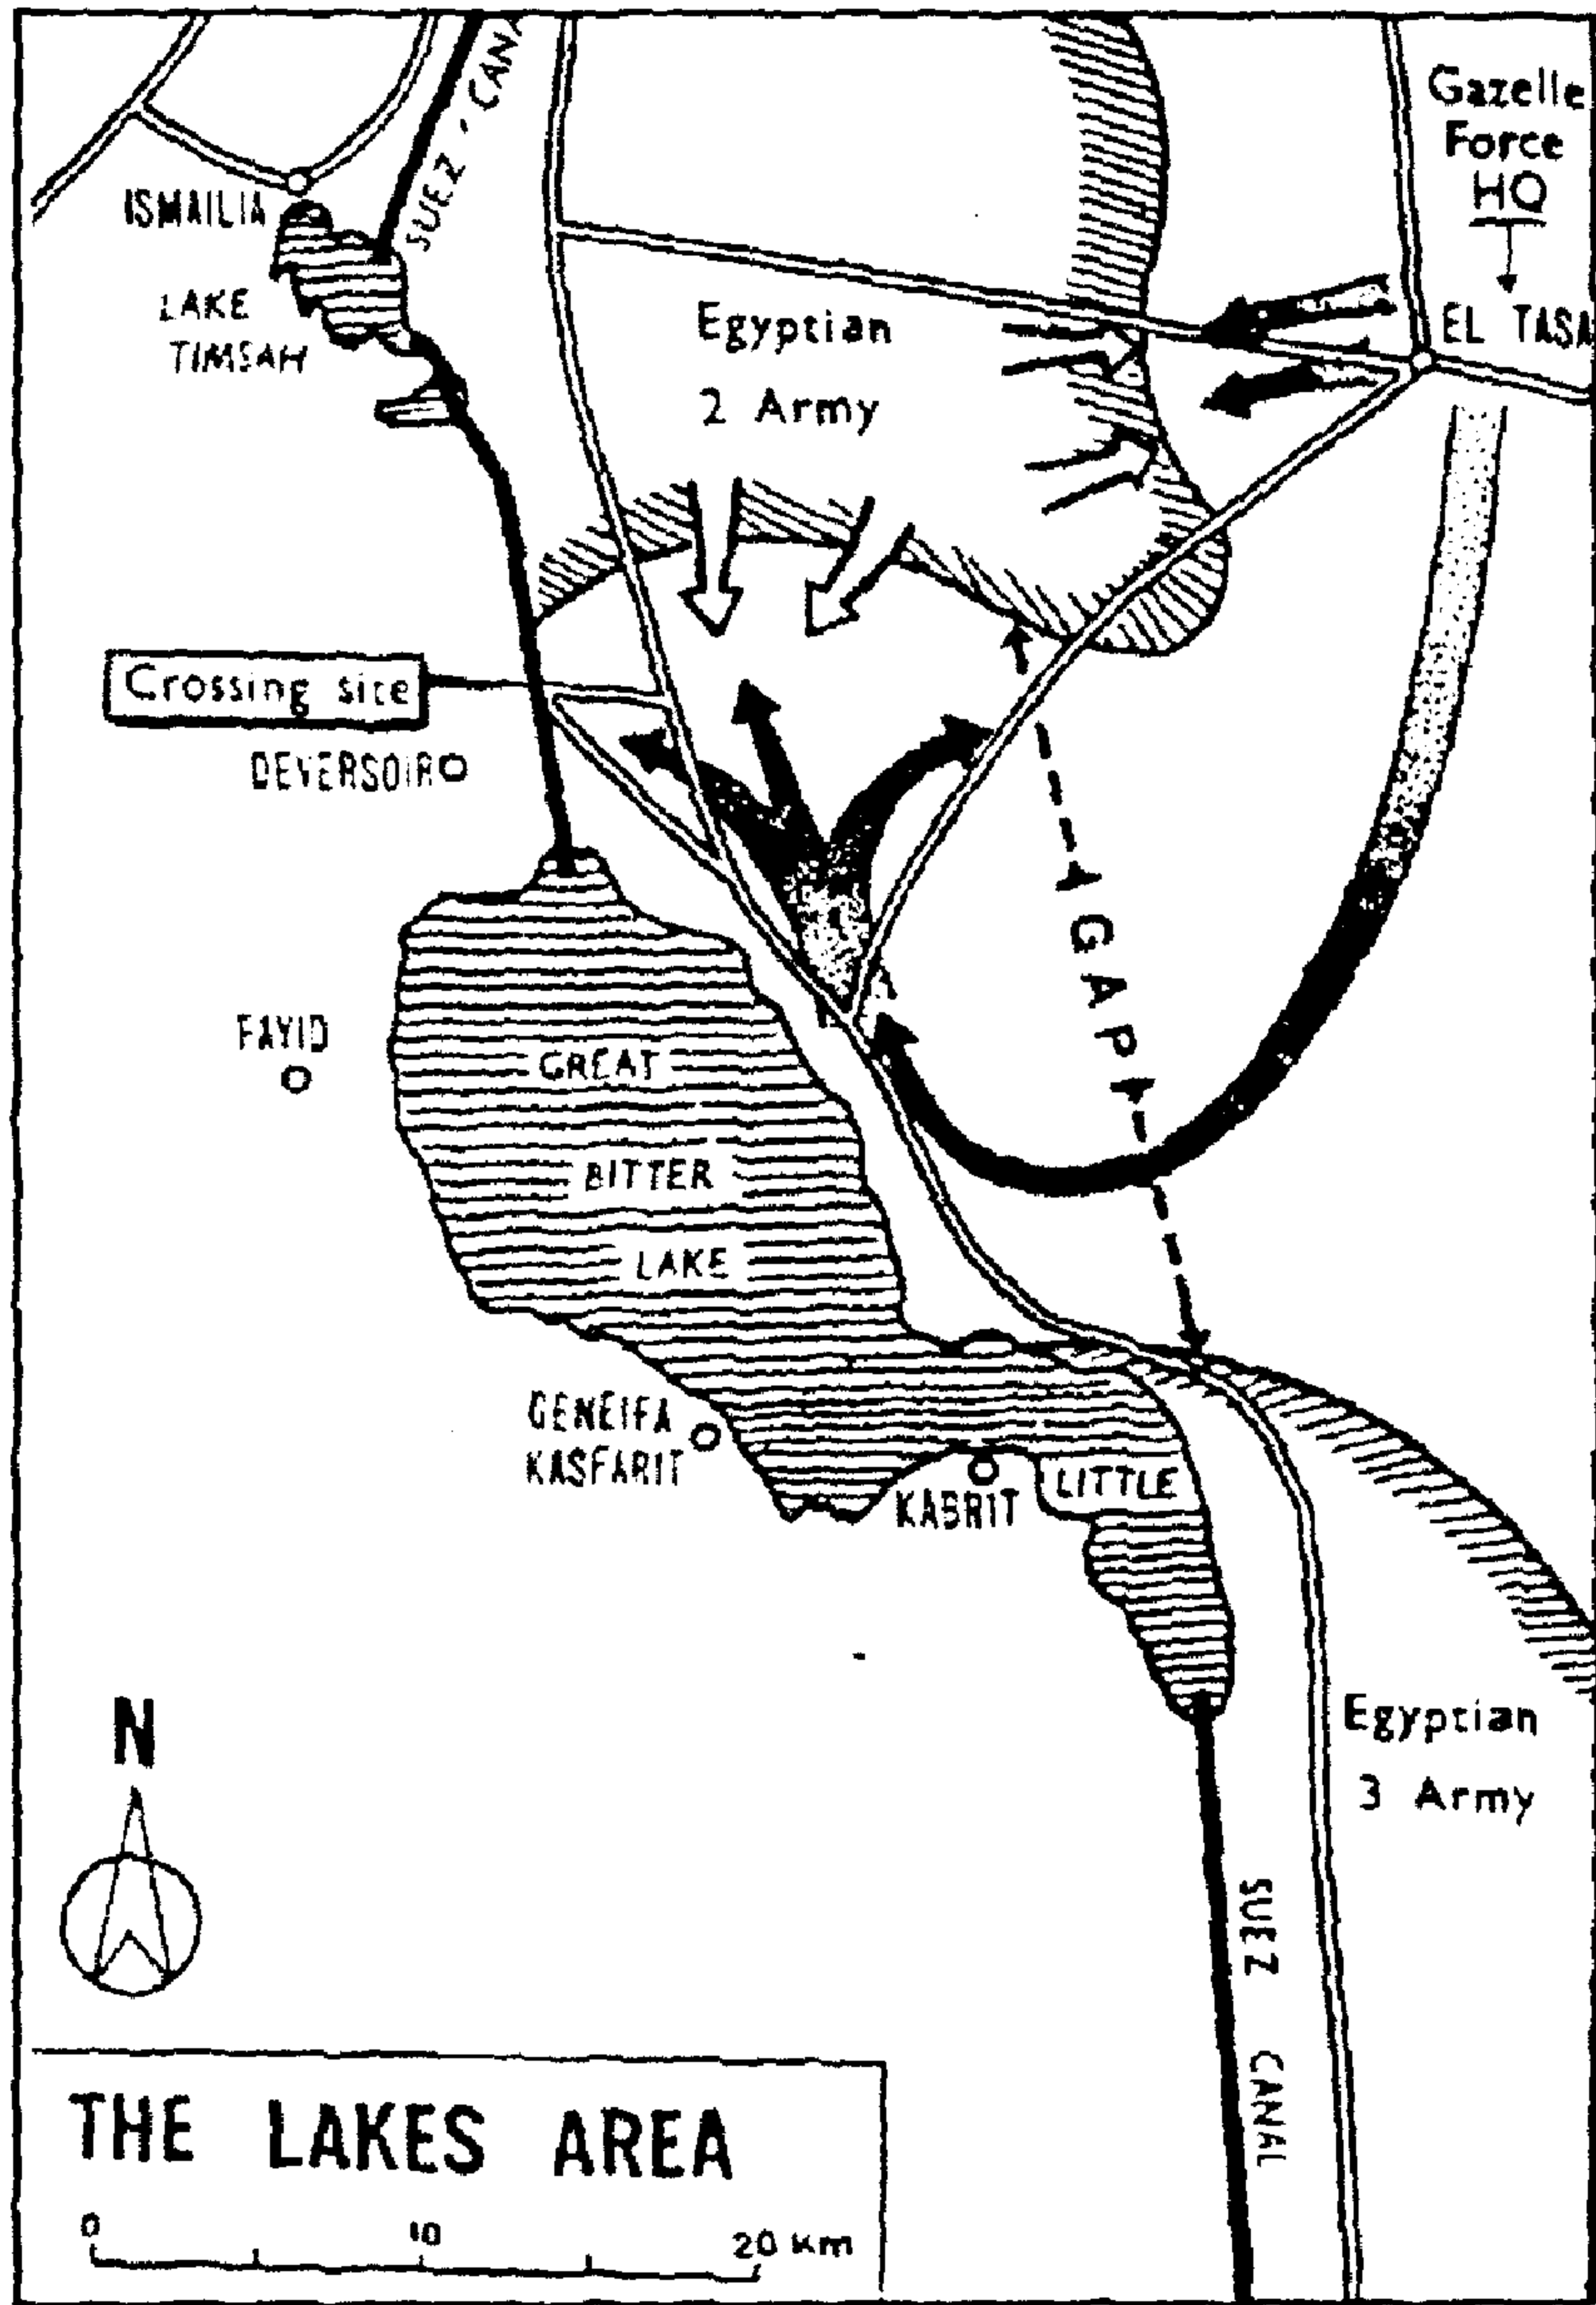 SUEZ · CANA
Gazelle
Force
HQ
ISMAILIA
LAKE
TIMSAH
Egyptian
2 Army
EL TASA
Crossing site
DEVERSOIR
GAP
FAYID
GREAT
BITTER
LAKE
GENEIFA
KASFARIT
KABRIT
LITTLE
N
Egyptian
3 Army
SUEZ CANAL
THE LAKES AREA
0 10 20 Km